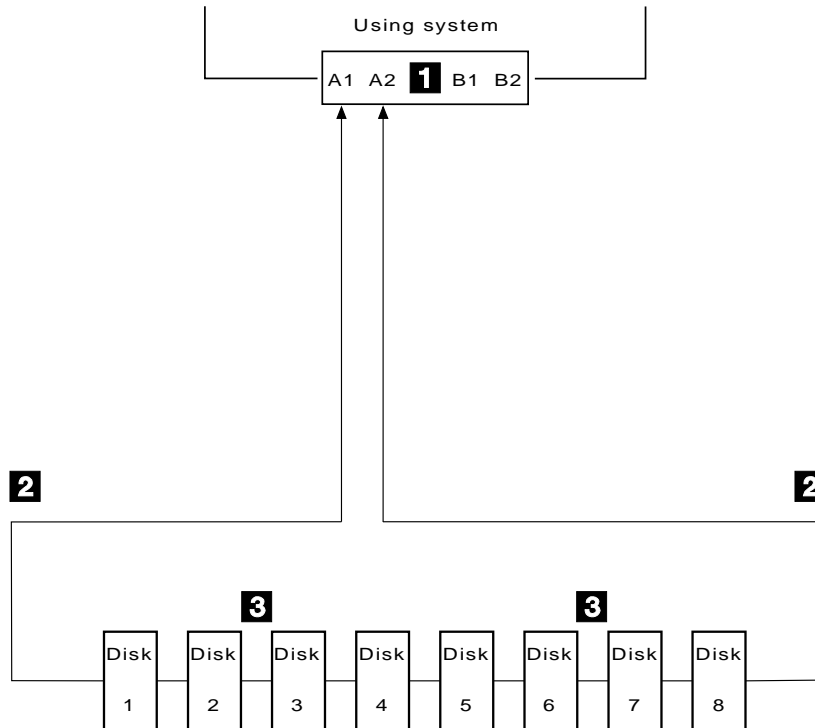 Using system
A1 A2 1 B1 B2
2 2
3 3
Disk Disk Disk Disk Disk Disk Disk Disk
1 2 3 4 5 6 7 8